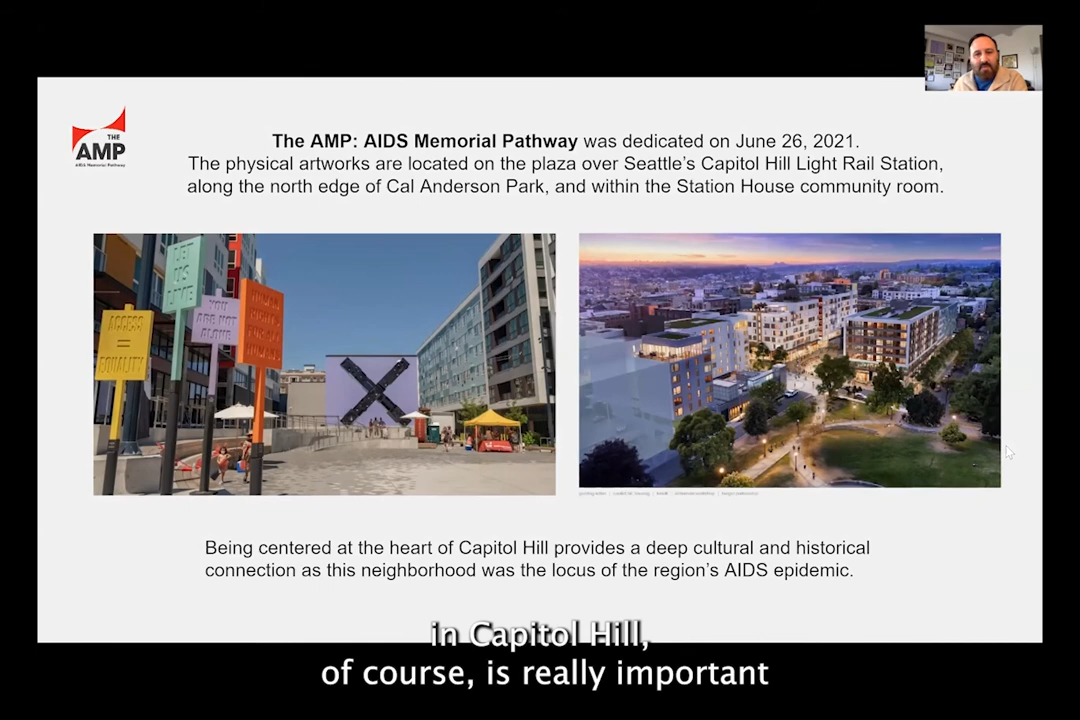 THE
AMP
AIDS Memorial Pathway
The AMP: AIDS Memorial Pathway was dedicated on June 26, 2021.
The physical artworks are located on the plaza over Seattle's Capitol Hill Light Rail Station,
along the north edge of Cal Anderson Park, and within the Station House community room.
ACCESS
=
EQUALITY
YOU
ARE NOT
ALONE
Being centered at the heart of Capitol Hill provides a deep cultural and historical
connection as this neighborhood was the locus of the region's AIDS epidemic.
in Capitol Hill,
of course, is really important